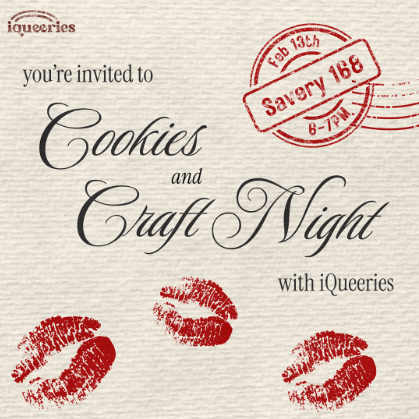 iqueeries
Feb 13th
Savery 168
6-7PM
you're invited to
Cookies
and
Craft Night
with iQueeries